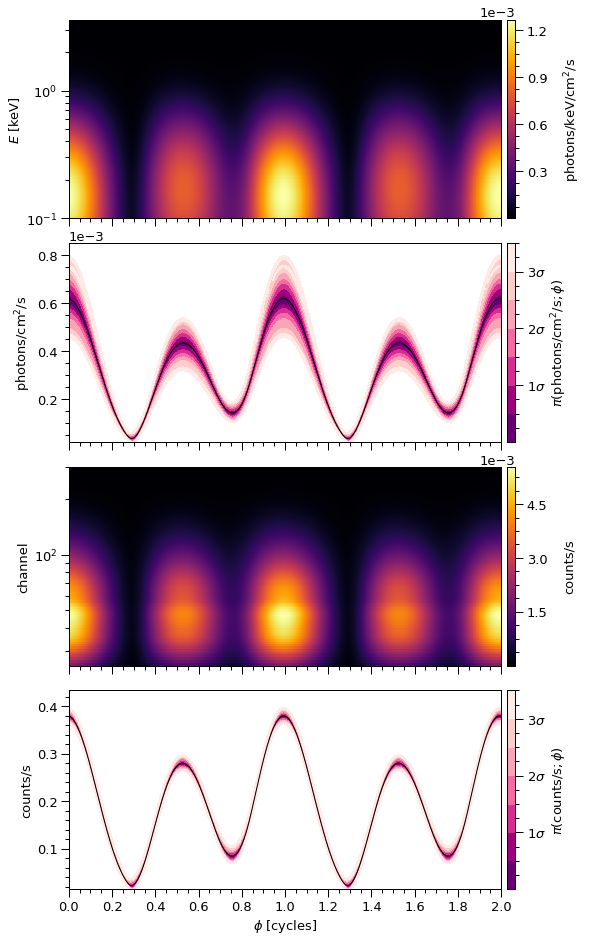 1e−3
1.2
0.9
0.6
0.3
10⁰
10⁻¹
E [keV]
photons/keV/cm²/s
1e−3
0.8
0.6
0.4
0.2
photons/cm²/s
3σ
2σ
1σ
π(photons/cm²/s; ϕ)
1e−3
10²
channel
4.5
3.0
1.5
counts/s
0.4
0.3
0.2
0.1
counts/s
3σ
2σ
1σ
π(counts/s; ϕ)
0.0 0.2 0.4 0.6 0.8 1.0 1.2 1.4 1.6 1.8 2.0
ϕ [cycles]